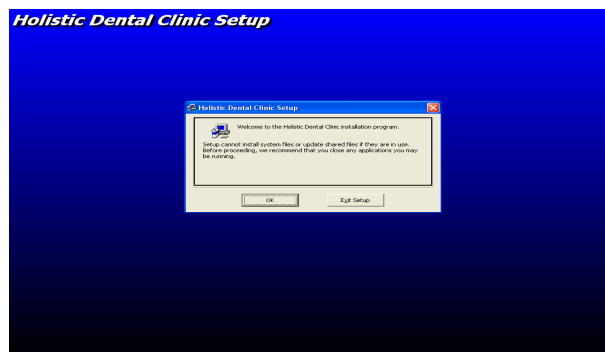 Holistic Dental Clinic Setup
Holistic Dental Clinic Setup
Welcome to the Holistic Dental Clinic installation program.
Setup cannot install system files or update shared files if they are in use.
Before proceeding, we recommend that you close any applications you may
be running.
OK
Exit Setup